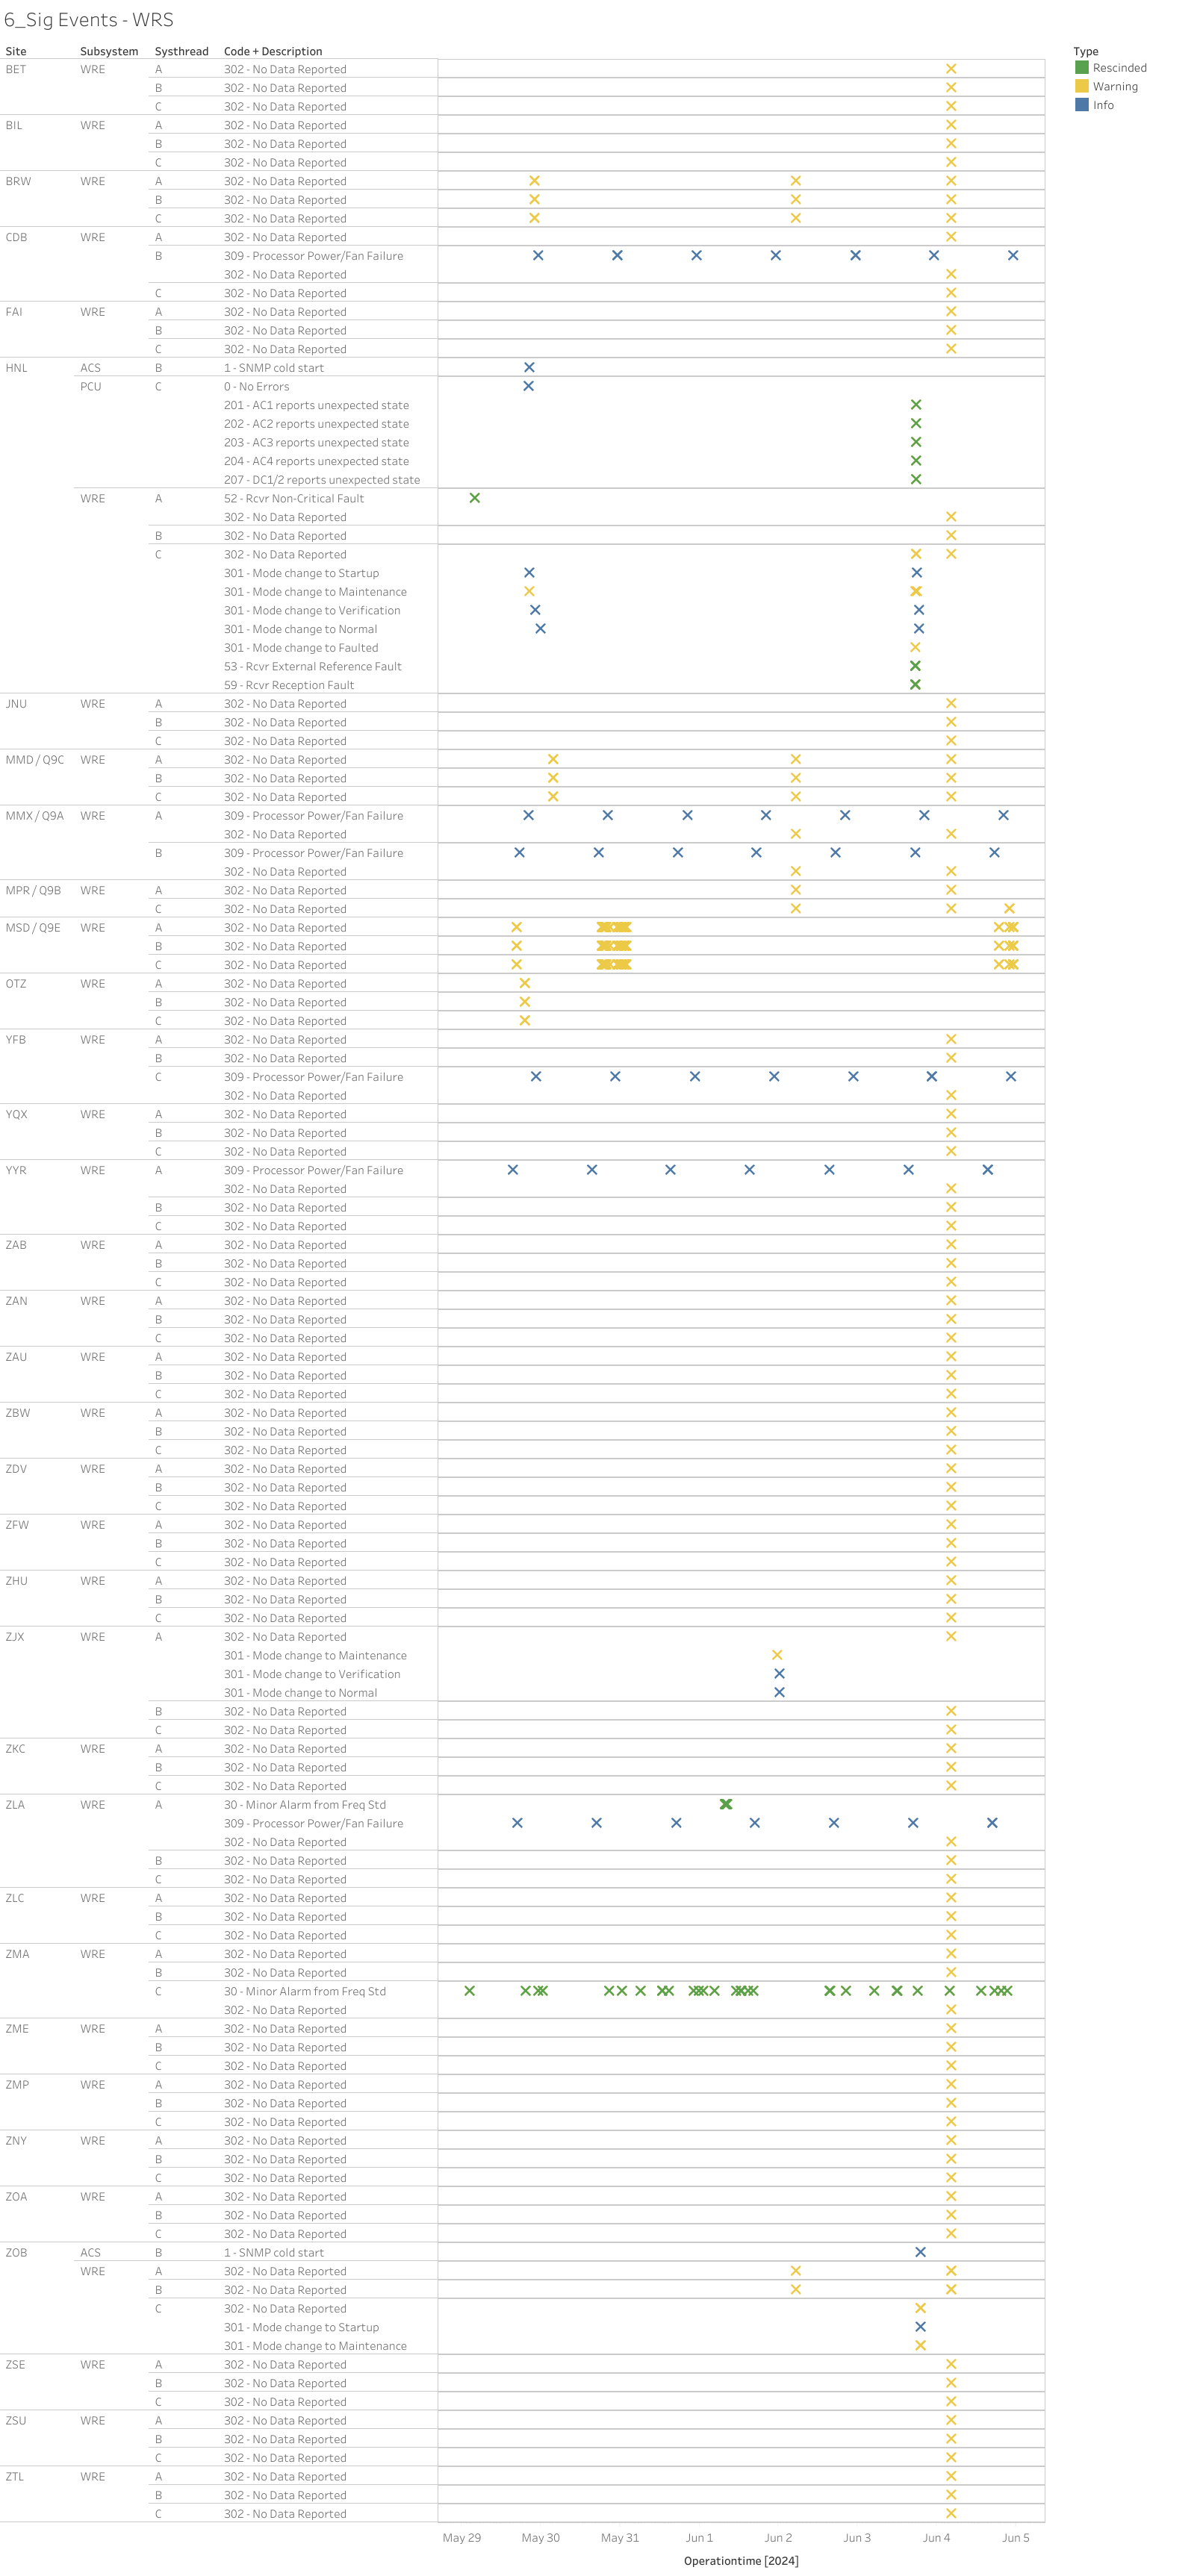 6_Sig Events - WRS
Site Subsystem Systhread Code + Description Type
Rescinded
Warning
Info
BET WRE A 302 - No Data Reported
B 302 - No Data Reported
C 302 - No Data Reported
BIL WRE A 302 - No Data Reported
B 302 - No Data Reported
C 302 - No Data Reported
BRW WRE A 302 - No Data Reported
B 302 - No Data Reported
C 302 - No Data Reported
CDB WRE A 302 - No Data Reported
B 309 - Processor Power/Fan Failure
302 - No Data Reported
C 302 - No Data Reported
FAI WRE A 302 - No Data Reported
B 302 - No Data Reported
C 302 - No Data Reported
HNL ACS B 1 - SNMP cold start
PCU C 0 - No Errors
201 - AC1 reports unexpected state
202 - AC2 reports unexpected state
203 - AC3 reports unexpected state
204 - AC4 reports unexpected state
207 - DC1/2 reports unexpected state
WRE A 52 - Rcvr Non-Critical Fault
302 - No Data Reported
B 302 - No Data Reported
C 302 - No Data Reported
301 - Mode change to Startup
301 - Mode change to Maintenance
301 - Mode change to Verification
301 - Mode change to Normal
301 - Mode change to Faulted
53 - Rcvr External Reference Fault
59 - Rcvr Reception Fault
JNU WRE A 302 - No Data Reported
B 302 - No Data Reported
C 302 - No Data Reported
MMD / Q9C WRE A 302 - No Data Reported
B 302 - No Data Reported
C 302 - No Data Reported
MMX / Q9A WRE A 309 - Processor Power/Fan Failure
302 - No Data Reported
B 309 - Processor Power/Fan Failure
302 - No Data Reported
MPR / Q9B WRE A 302 - No Data Reported
C 302 - No Data Reported
MSD / Q9E WRE A 302 - No Data Reported
B 302 - No Data Reported
C 302 - No Data Reported
OTZ WRE A 302 - No Data Reported
B 302 - No Data Reported
C 302 - No Data Reported
YFB WRE A 302 - No Data Reported
B 302 - No Data Reported
C 309 - Processor Power/Fan Failure
302 - No Data Reported
YQX WRE A 302 - No Data Reported
B 302 - No Data Reported
C 302 - No Data Reported
YYR WRE A 309 - Processor Power/Fan Failure
302 - No Data Reported
B 302 - No Data Reported
C 302 - No Data Reported
ZAB WRE A 302 - No Data Reported
B 302 - No Data Reported
C 302 - No Data Reported
ZAN WRE A 302 - No Data Reported
B 302 - No Data Reported
C 302 - No Data Reported
ZAU WRE A 302 - No Data Reported
B 302 - No Data Reported
C 302 - No Data Reported
ZBW WRE A 302 - No Data Reported
B 302 - No Data Reported
C 302 - No Data Reported
ZDV WRE A 302 - No Data Reported
B 302 - No Data Reported
C 302 - No Data Reported
ZFW WRE A 302 - No Data Reported
B 302 - No Data Reported
C 302 - No Data Reported
ZHU WRE A 302 - No Data Reported
B 302 - No Data Reported
C 302 - No Data Reported
ZJX WRE A 302 - No Data Reported
301 - Mode change to Maintenance
301 - Mode change to Verification
301 - Mode change to Normal
B 302 - No Data Reported
C 302 - No Data Reported
ZKC WRE A 302 - No Data Reported
B 302 - No Data Reported
C 302 - No Data Reported
ZLA WRE A 30 - Minor Alarm from Freq Std
309 - Processor Power/Fan Failure
302 - No Data Reported
B 302 - No Data Reported
C 302 - No Data Reported
ZLC WRE A 302 - No Data Reported
B 302 - No Data Reported
C 302 - No Data Reported
ZMA WRE A 302 - No Data Reported
B 302 - No Data Reported
C 30 - Minor Alarm from Freq Std
302 - No Data Reported
ZME WRE A 302 - No Data Reported
B 302 - No Data Reported
C 302 - No Data Reported
ZMP WRE A 302 - No Data Reported
B 302 - No Data Reported
C 302 - No Data Reported
ZNY WRE A 302 - No Data Reported
B 302 - No Data Reported
C 302 - No Data Reported
ZOA WRE A 302 - No Data Reported
B 302 - No Data Reported
C 302 - No Data Reported
ZOB ACS B 1 - SNMP cold start
WRE A 302 - No Data Reported
B 302 - No Data Reported
C 302 - No Data Reported
301 - Mode change to Startup
301 - Mode change to Maintenance
ZSE WRE A 302 - No Data Reported
B 302 - No Data Reported
C 302 - No Data Reported
ZSU WRE A 302 - No Data Reported
B 302 - No Data Reported
C 302 - No Data Reported
ZTL WRE A 302 - No Data Reported
B 302 - No Data Reported
C 302 - No Data Reported
May 29 May 30 May 31 Jun 1 Jun 2 Jun 3 Jun 4 Jun 5
Operationtime [2024]